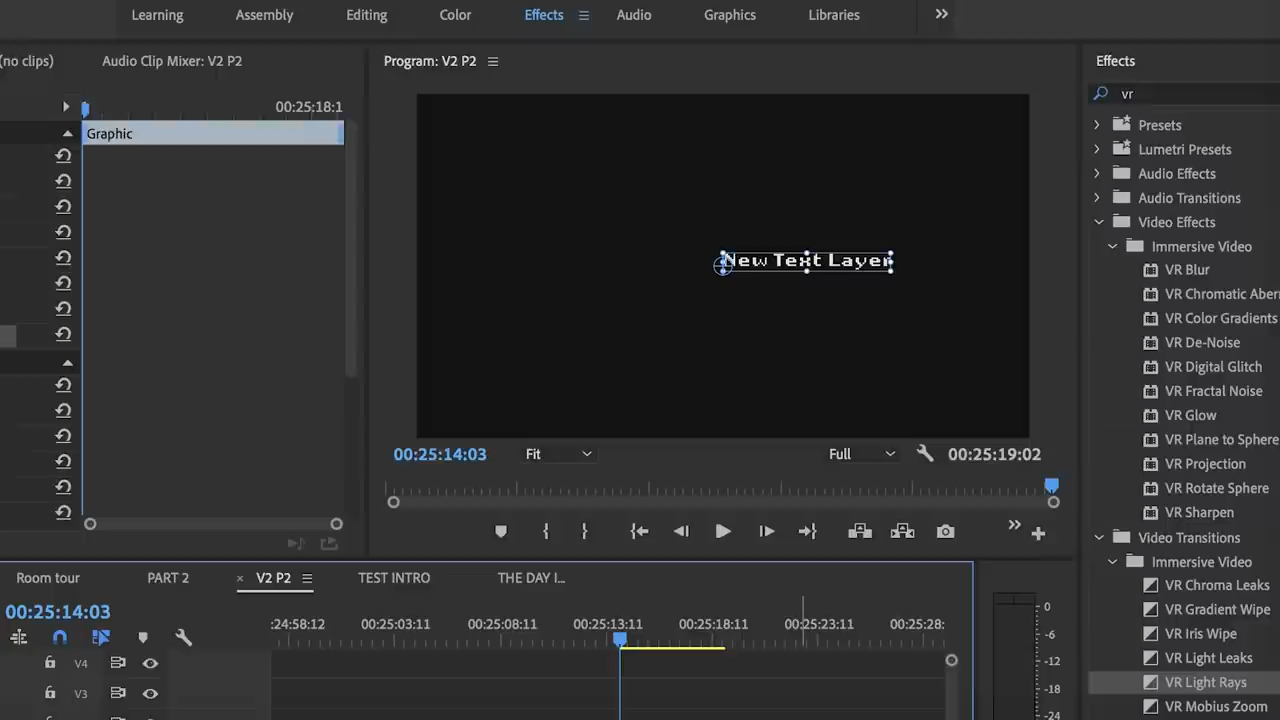 Learning Assembly Editing Color Effects Audio Graphics Libraries
(no clips) Audio Clip Mixer: V2 P2
00:25:18:1
Graphic
Program: V2 P2
New Text Layer
00:25:14:03 Fit Full 00:25:19:02
Effects
vr
Presets
Lumetri Presets
Audio Effects
Audio Transitions
Video Effects
Immersive Video
VR Blur
VR Chromatic Aberr
VR Color Gradients
VR De-Noise
VR Digital Glitch
VR Fractal Noise
VR Glow
VR Plane to Sphere
VR Projection
VR Rotate Sphere
VR Sharpen
Video Transitions
Immersive Video
VR Chroma Leaks
VR Gradient Wipe
VR Iris Wipe
VR Light Leaks
VR Light Rays
VR Mobius Zoom
Room tour PART 2 × V2 P2 TEST INTRO THE DAY I...
00:25:14:03
:24:58:12 00:25:03:11 00:25:08:11 00:25:13:11 00:25:18:11 00:25:23:11 00:25:28:
V4
V3
0
-6
-12
-18
-24